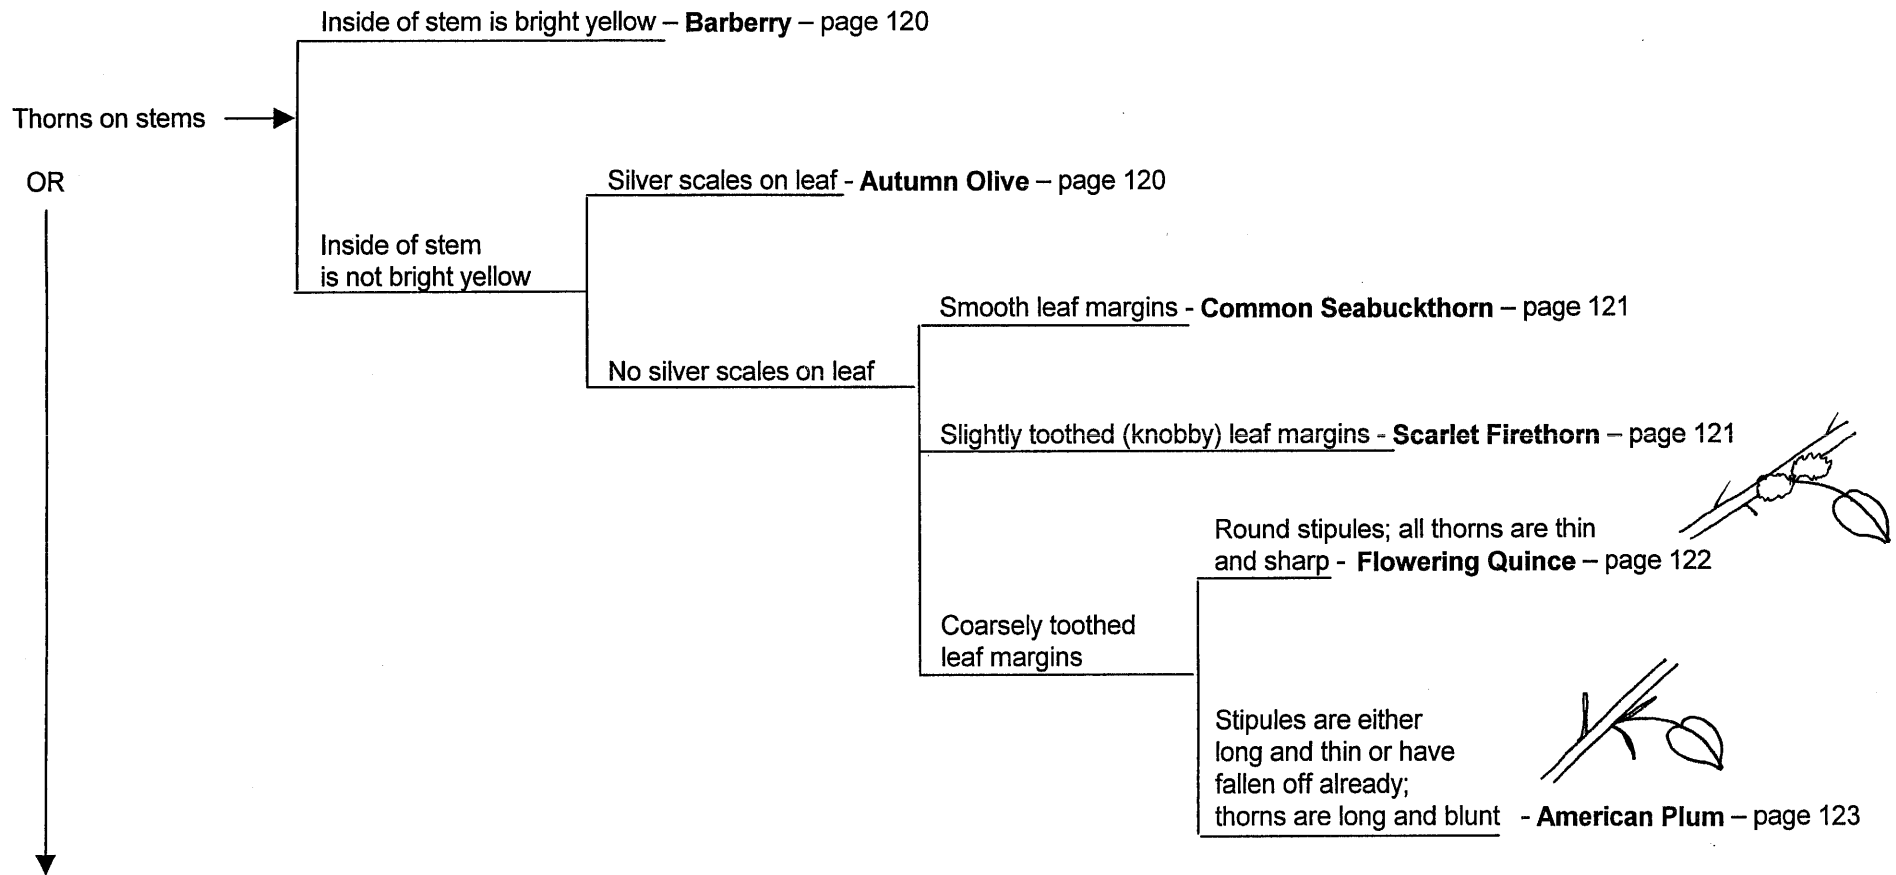 Inside of stem is bright yellow – Barberry – page 120
Thorns on stems
OR
Silver scales on leaf - Autumn Olive – page 120
Inside of stem
is not bright yellow
Smooth leaf margins - Common Seabuckthorn – page 121
No silver scales on leaf
Slightly toothed (knobby) leaf margins - Scarlet Firethorn – page 121
Round stipules; all thorns are thin
and sharp - Flowering Quince – page 122
Coarsely toothed
leaf margins
Stipules are either
long and thin or have
fallen off already;
thorns are long and blunt - American Plum – page 123